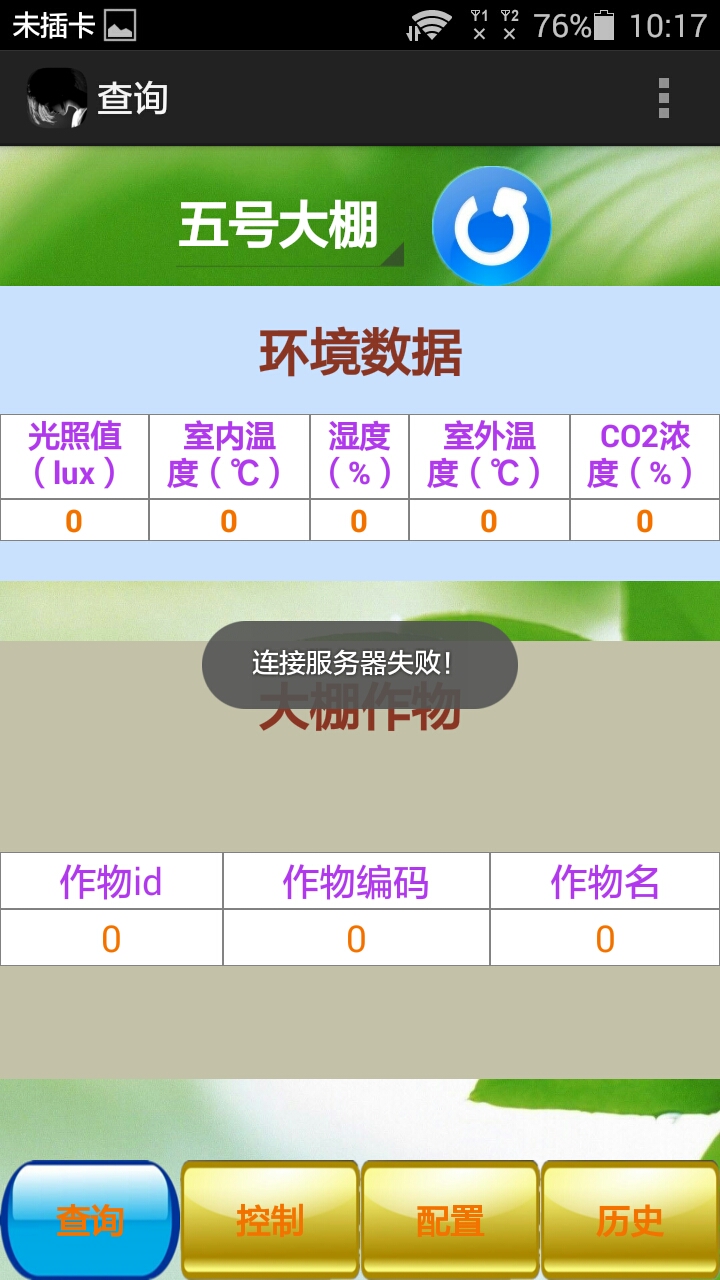 未插卡 1 2 76% 10:17
查询
五号大棚
环境数据
光照值 室内温 湿度 室外温 CO2浓
（lux） 度（℃） （%） 度（℃） 度（%）
0 0 0 0 0
连接服务器失败！
大棚作物
作物id 作物编码 作物名
0 0 0
查询 控制 配置 历史